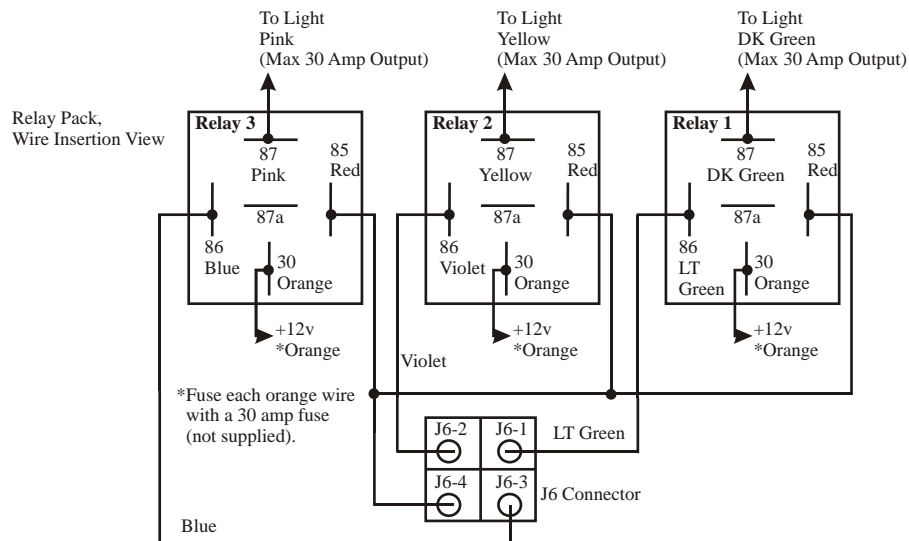 To Light
Pink
(Max 30 Amp Output)
To Light
Yellow
(Max 30 Amp Output)
To Light
DK Green
(Max 30 Amp Output)
Relay Pack,
Wire Insertion View
Relay 3
87
Pink
85
Red
87a
86
Blue
30
Orange
+12v
*Orange
Relay 2
87
Yellow
85
Red
87a
86
Violet
30
Orange
+12v
*Orange
Relay 1
87
DK Green
85
Red
87a
86
LT
Green
30
Orange
+12v
*Orange
Violet
*Fuse each orange wire
with a 30 amp fuse
(not supplied).
J6-2
J6-1
LT Green
J6-4
J6-3
J6 Connector
Blue